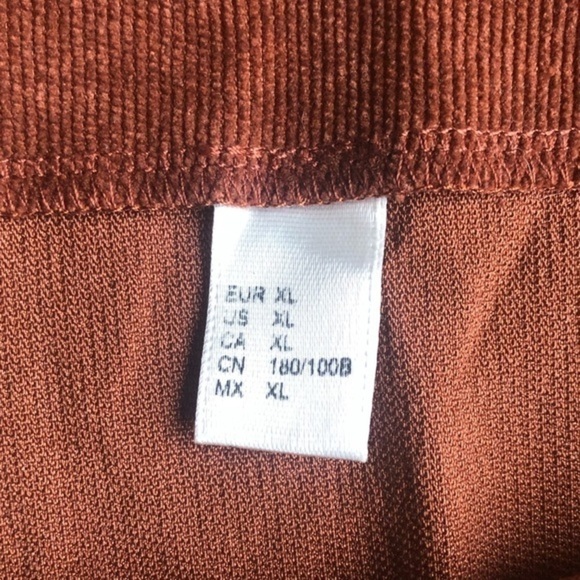 EUR XL
US XL
CA XL
CN 180/100B
MX XL